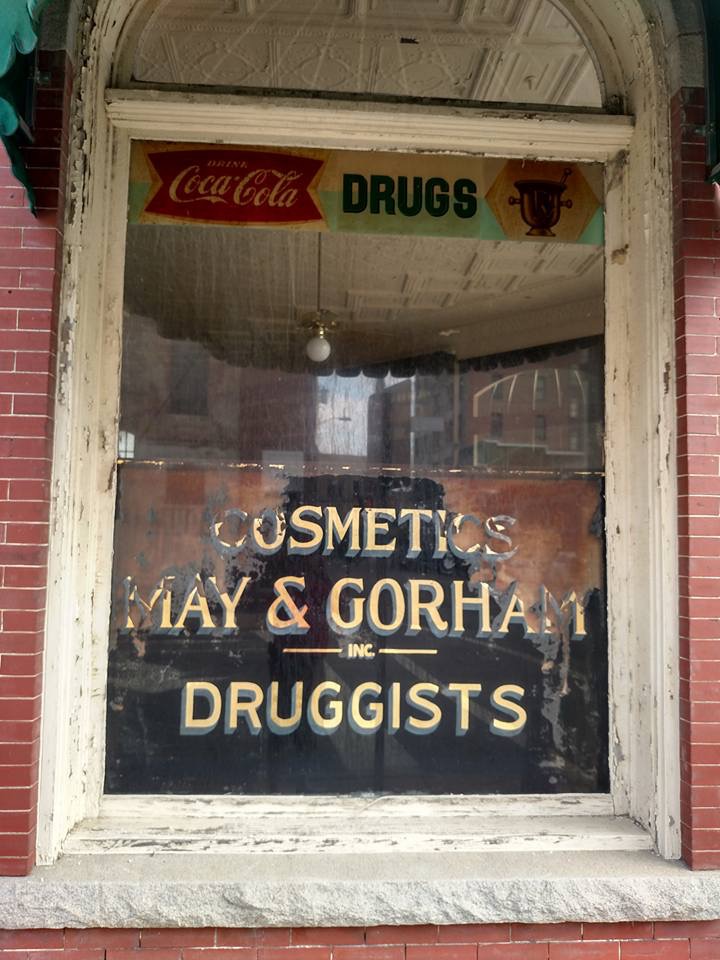 DRINK
Coca-Cola DRUGS
COSMETICS
MAY & GORHAM
INC.
DRUGGISTS